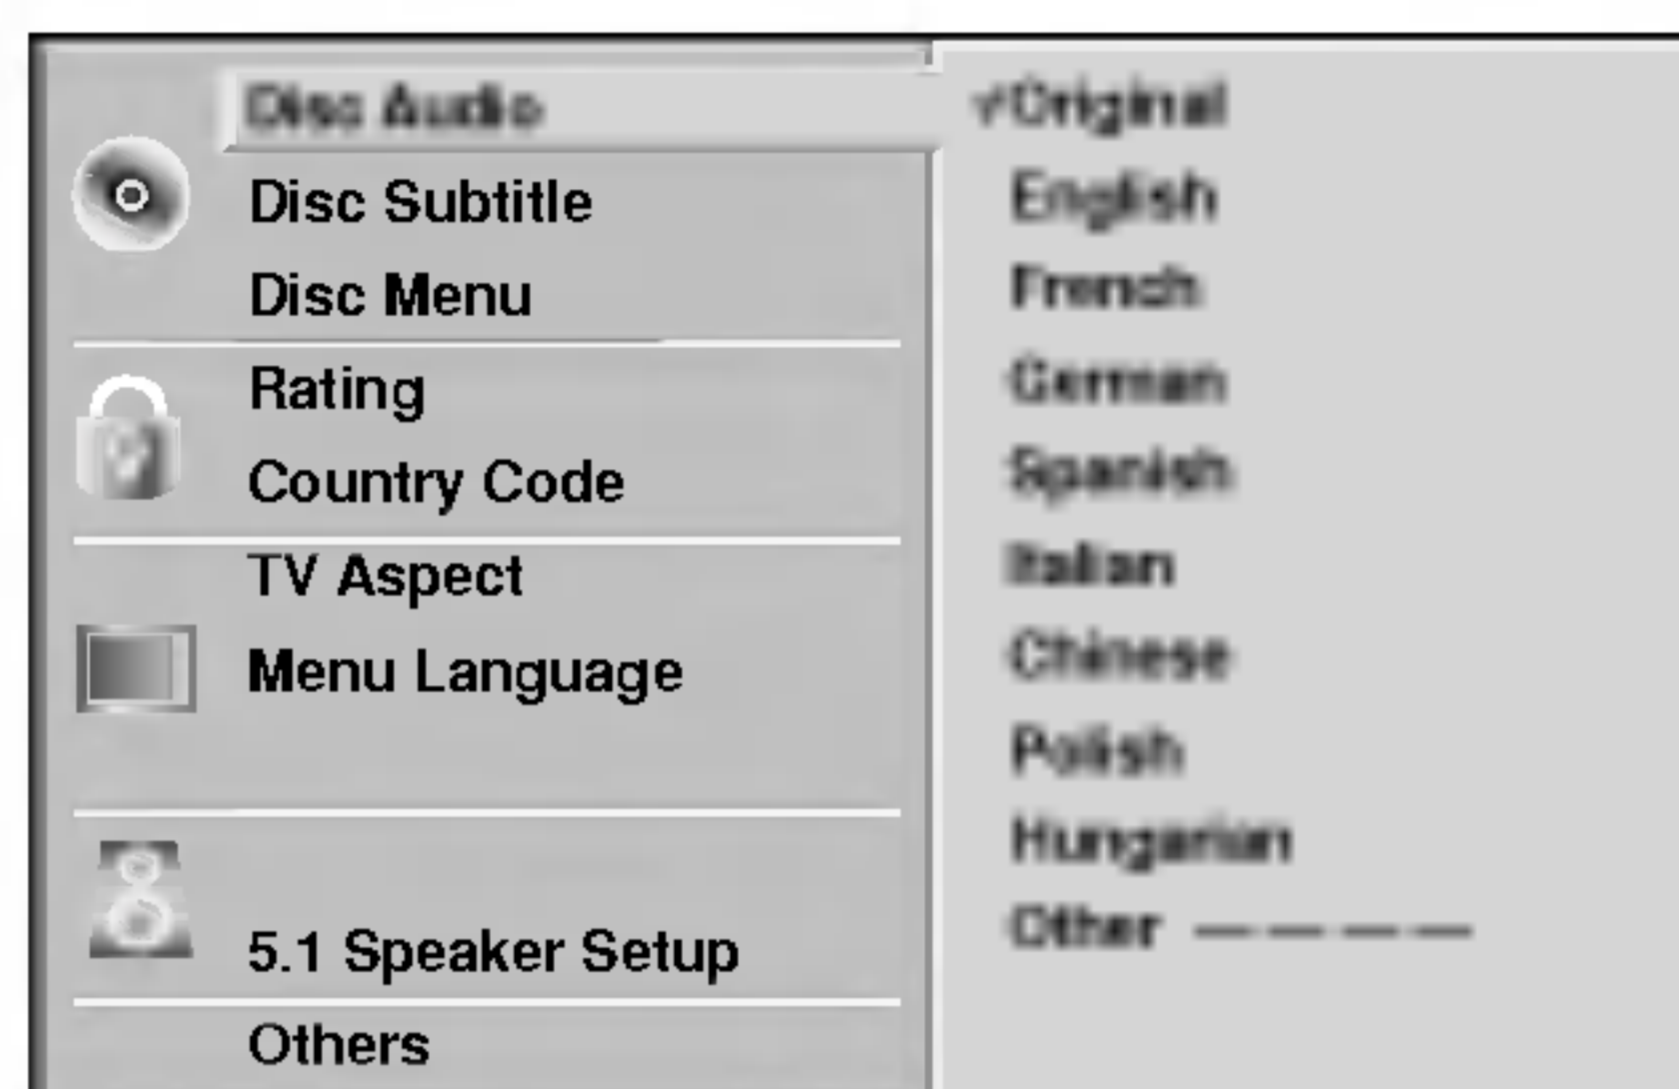 Disc Audio
Disc Subtitle
Disc Menu
Rating
Country Code
TV Aspect
Menu Language
5.1 Speaker Setup
Others
✓Original
English
French
German
Spanish
Italian
Chinese
Polish
Hungarian
Other — — — —